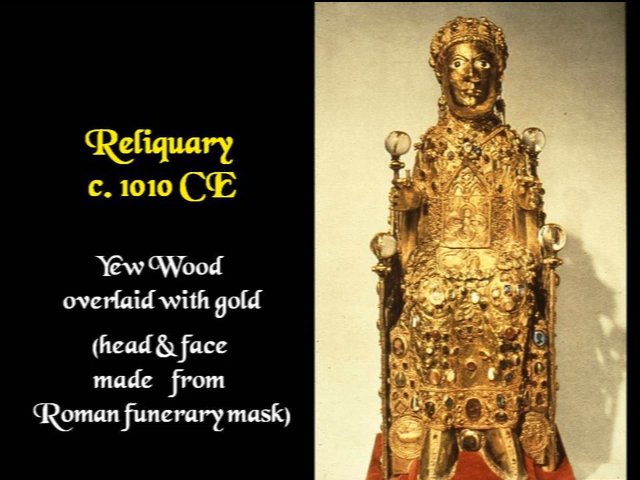 Reliquary
c. 1010 CE
Yew Wood
overlaid with gold
(head & face
made from
Roman funerary mask)